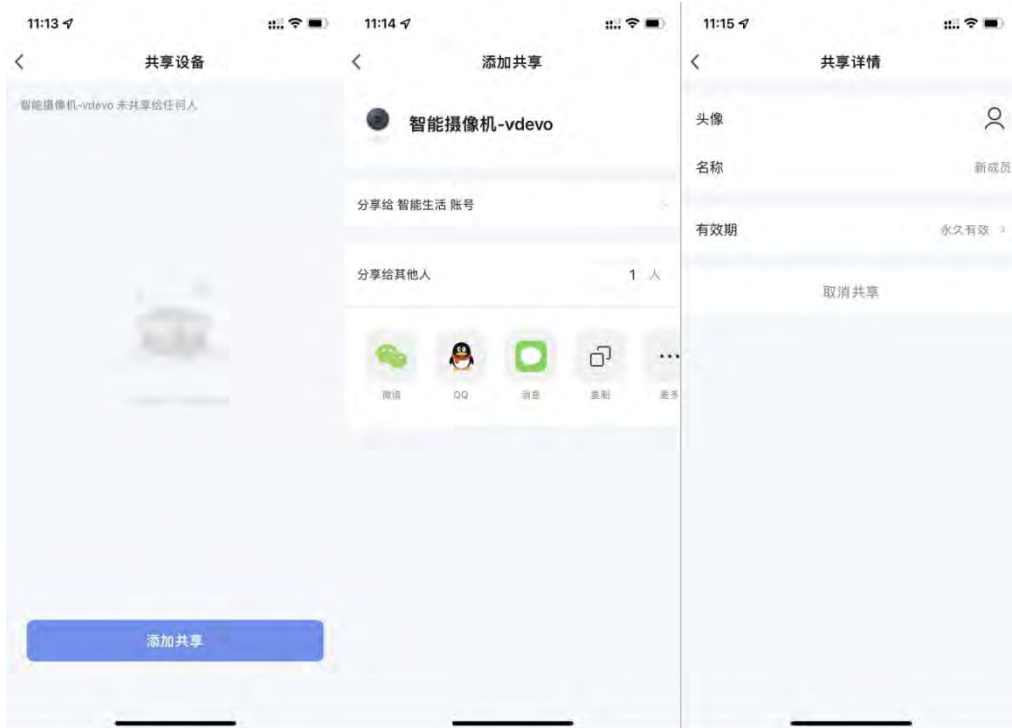 11:13
共享设备
智能摄像机-vdevo 未共享给任何人
添加共享
11:14
添加共享
智能摄像机-vdevo
分享给 智能生活 账号
分享给其他人
1 人
微信
QQ
消息
复制
更多
11:15
共享详情
头像
名称
新成员
有效期
永久有效
取消共享